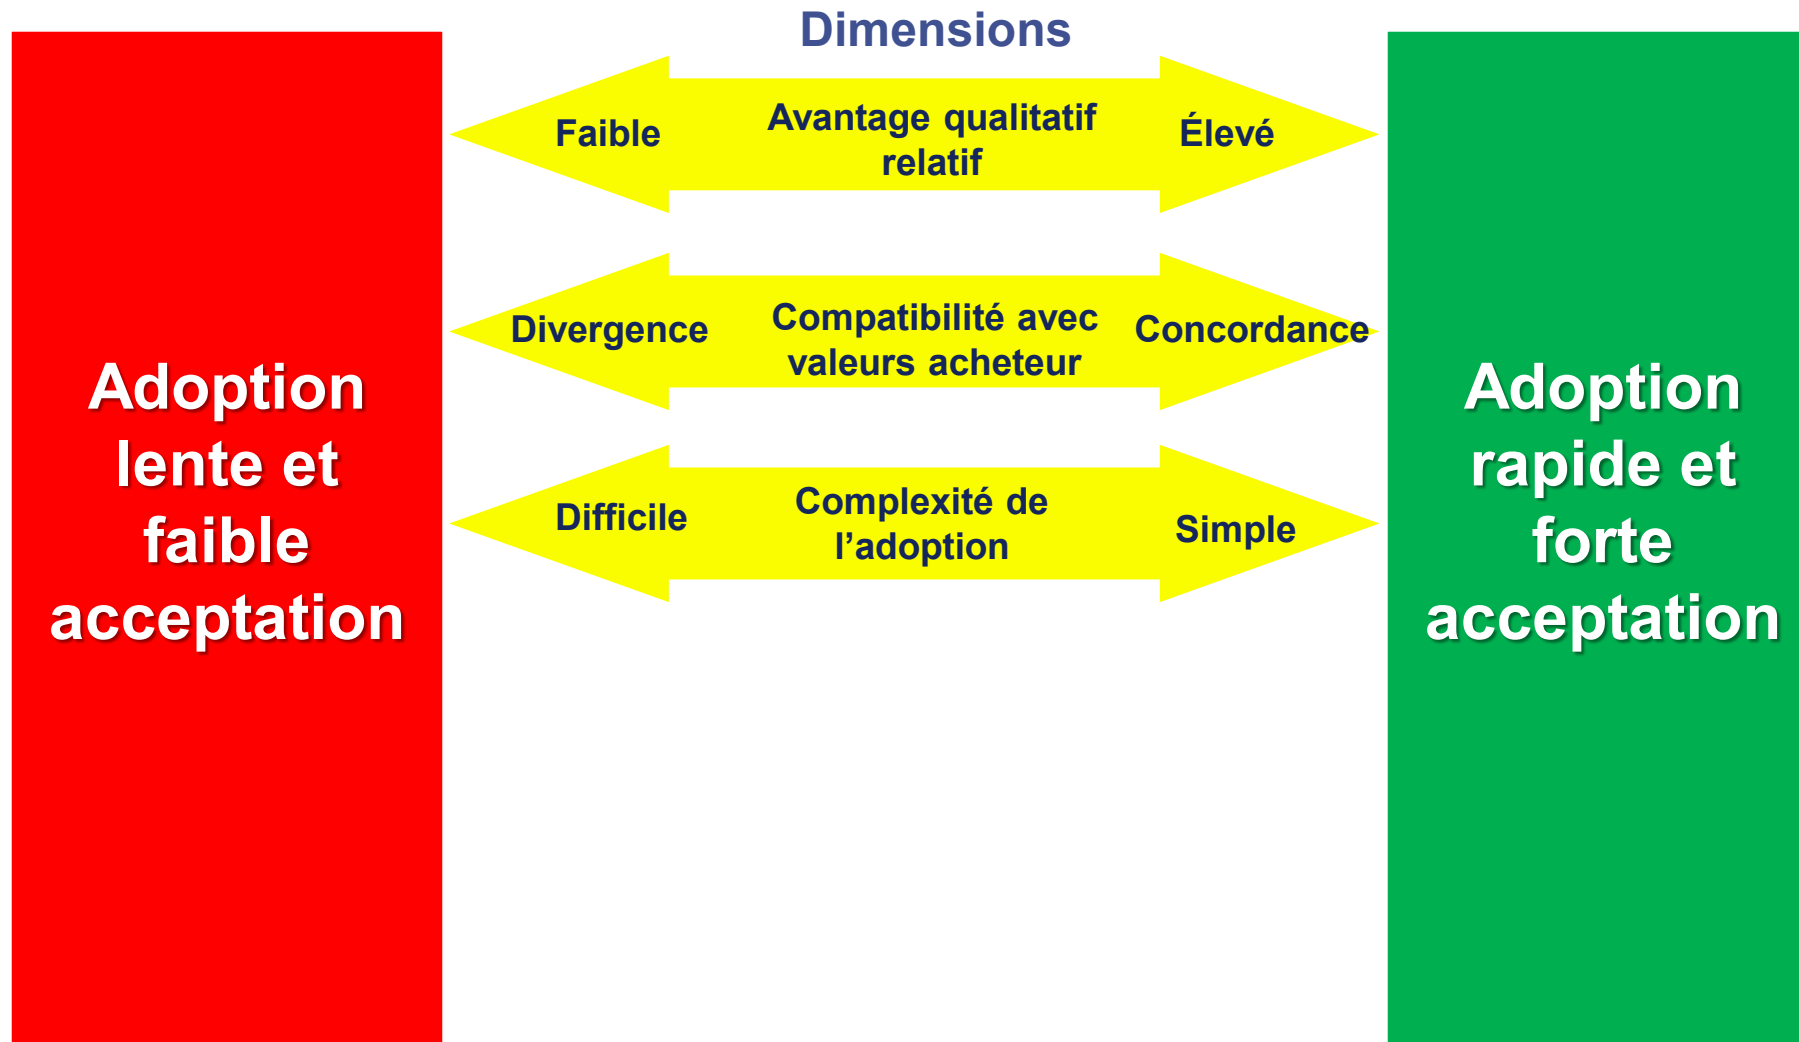 Dimensions
Faible
Avantage qualitatif
relatif
Élevé
Divergence
Compatibilité avec
valeurs acheteur
Concordance
Difficile
Complexité de
l’adoption
Simple
Adoption
lente et
faible
acceptation
Adoption
rapide et
forte
acceptation